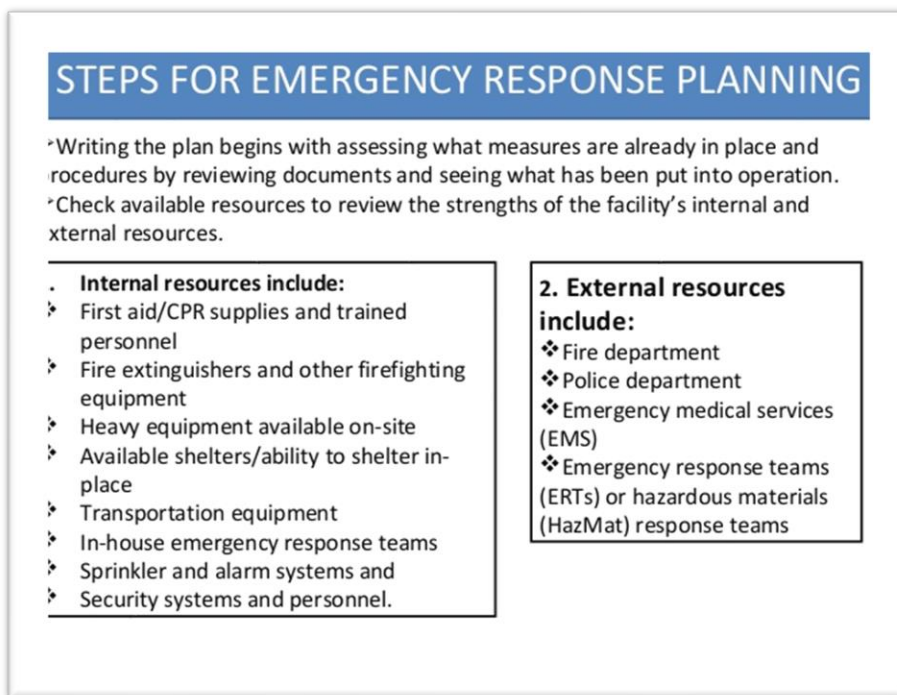 STEPS FOR EMERGENCY RESPONSE PLANNING
Writing the plan begins with assessing what measures are already in place and
rocedures by reviewing documents and seeing what has been put into operation.
Check available resources to review the strengths of the facility's internal and
xternal resources.
. Internal resources include:
First aid/CPR supplies and trained
personnel
Fire extinguishers and other firefighting
equipment
Heavy equipment available on-site
Available shelters/ability to shelter in-
place
Transportation equipment
In-house emergency response teams
Sprinkler and alarm systems and
Security systems and personnel.
2. External resources
include:
❖Fire department
❖Police department
❖Emergency medical services
(EMS)
❖Emergency response teams
(ERTs) or hazardous materials
(HazMat) response teams